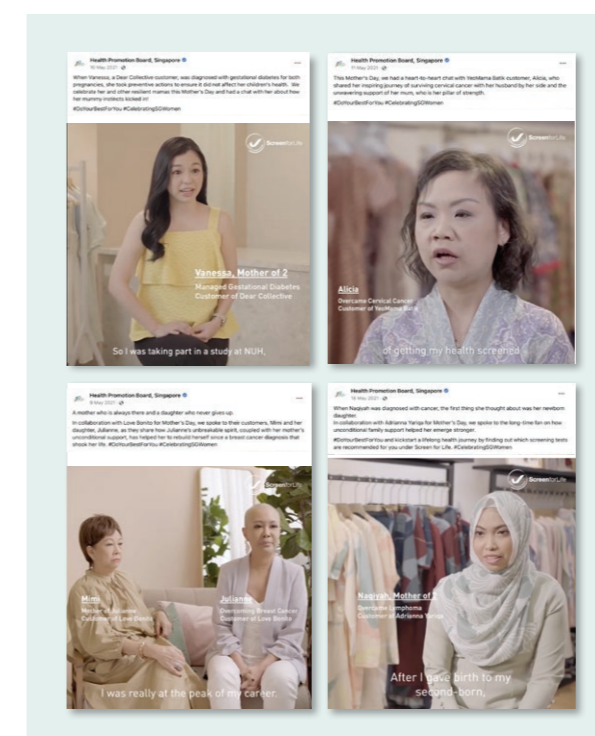 Health Promotion Board, Singapore
10 May 2021
When Vanessa, a Dear Collective customer, was diagnosed with gestational diabetes for both
pregnancies, she took preventive actions to ensure it did not affect her children's health. We
celebrate her and other resilient mamas this Mother's Day and had a chat with her about how
her mummy instincts kicked in!
#DoYourBestForYou #CelebratingSGWomen
ScreenforLife
Vanessa, Mother of 2
Managed Gestational Diabetes
Customer of Dear Collective
So I was taking part in a study at NUH,
Health Promotion Board, Singapore
May 2021
This Mother's Day, we had a heart-to-heart chat with YeoMama Batik customer, Alicia, who
shared her inspiring journey of surviving cervical cancer with her husband by her side and the
unwavering support of her mum, who is her pillar of strength.
#DoYourBestForYou #CelebratingSGWomen
ScreenforLife
Alicia
Overcame Cervical Cancer
Customer of YeoMama Batik
of getting my health screened
Health Promotion Board, Singapore
9 May 2021
A mother who is always there and a daughter who never gives up.
In collaboration with Love Bonito for Mother's Day, we spoke to their customers, Mimi and her
daughter, Julianne, as they share how Julianne's unbreakable spirit, coupled with her mother's
unconditional support, has helped her to rebuild herself since a breast cancer diagnosis that
shook her life. #DoYourBestForYou #CelebratingSGWomen
ScreenforLife
Mimi
Mother of Julianne
Customer of Love Bonito
Julianne
Overcoming Breast Cancer
Customer of Love Bonito
I was really at the peak of my career.
Health Promotion Board, Singapore
May 2021
When Naqiyah was diagnosed with cancer, the first thing she thought about was her newborn
daughter.
In collaboration with Adrianna Yariqa for Mother's Day, we spoke to the long-time fan on how
unconditional family support helped her emerge stronger.
#DoYourBestForYou and kickstart a lifelong health journey by finding out which screening tests
are recommended for you under Screen for Life. #CelebratingSGWomen
ScreenforLife
Naqiyah, Mother of 2
Overcame Lymphoma
Customer of Adrianna Yariqa
After I gave birth to my
second-born,